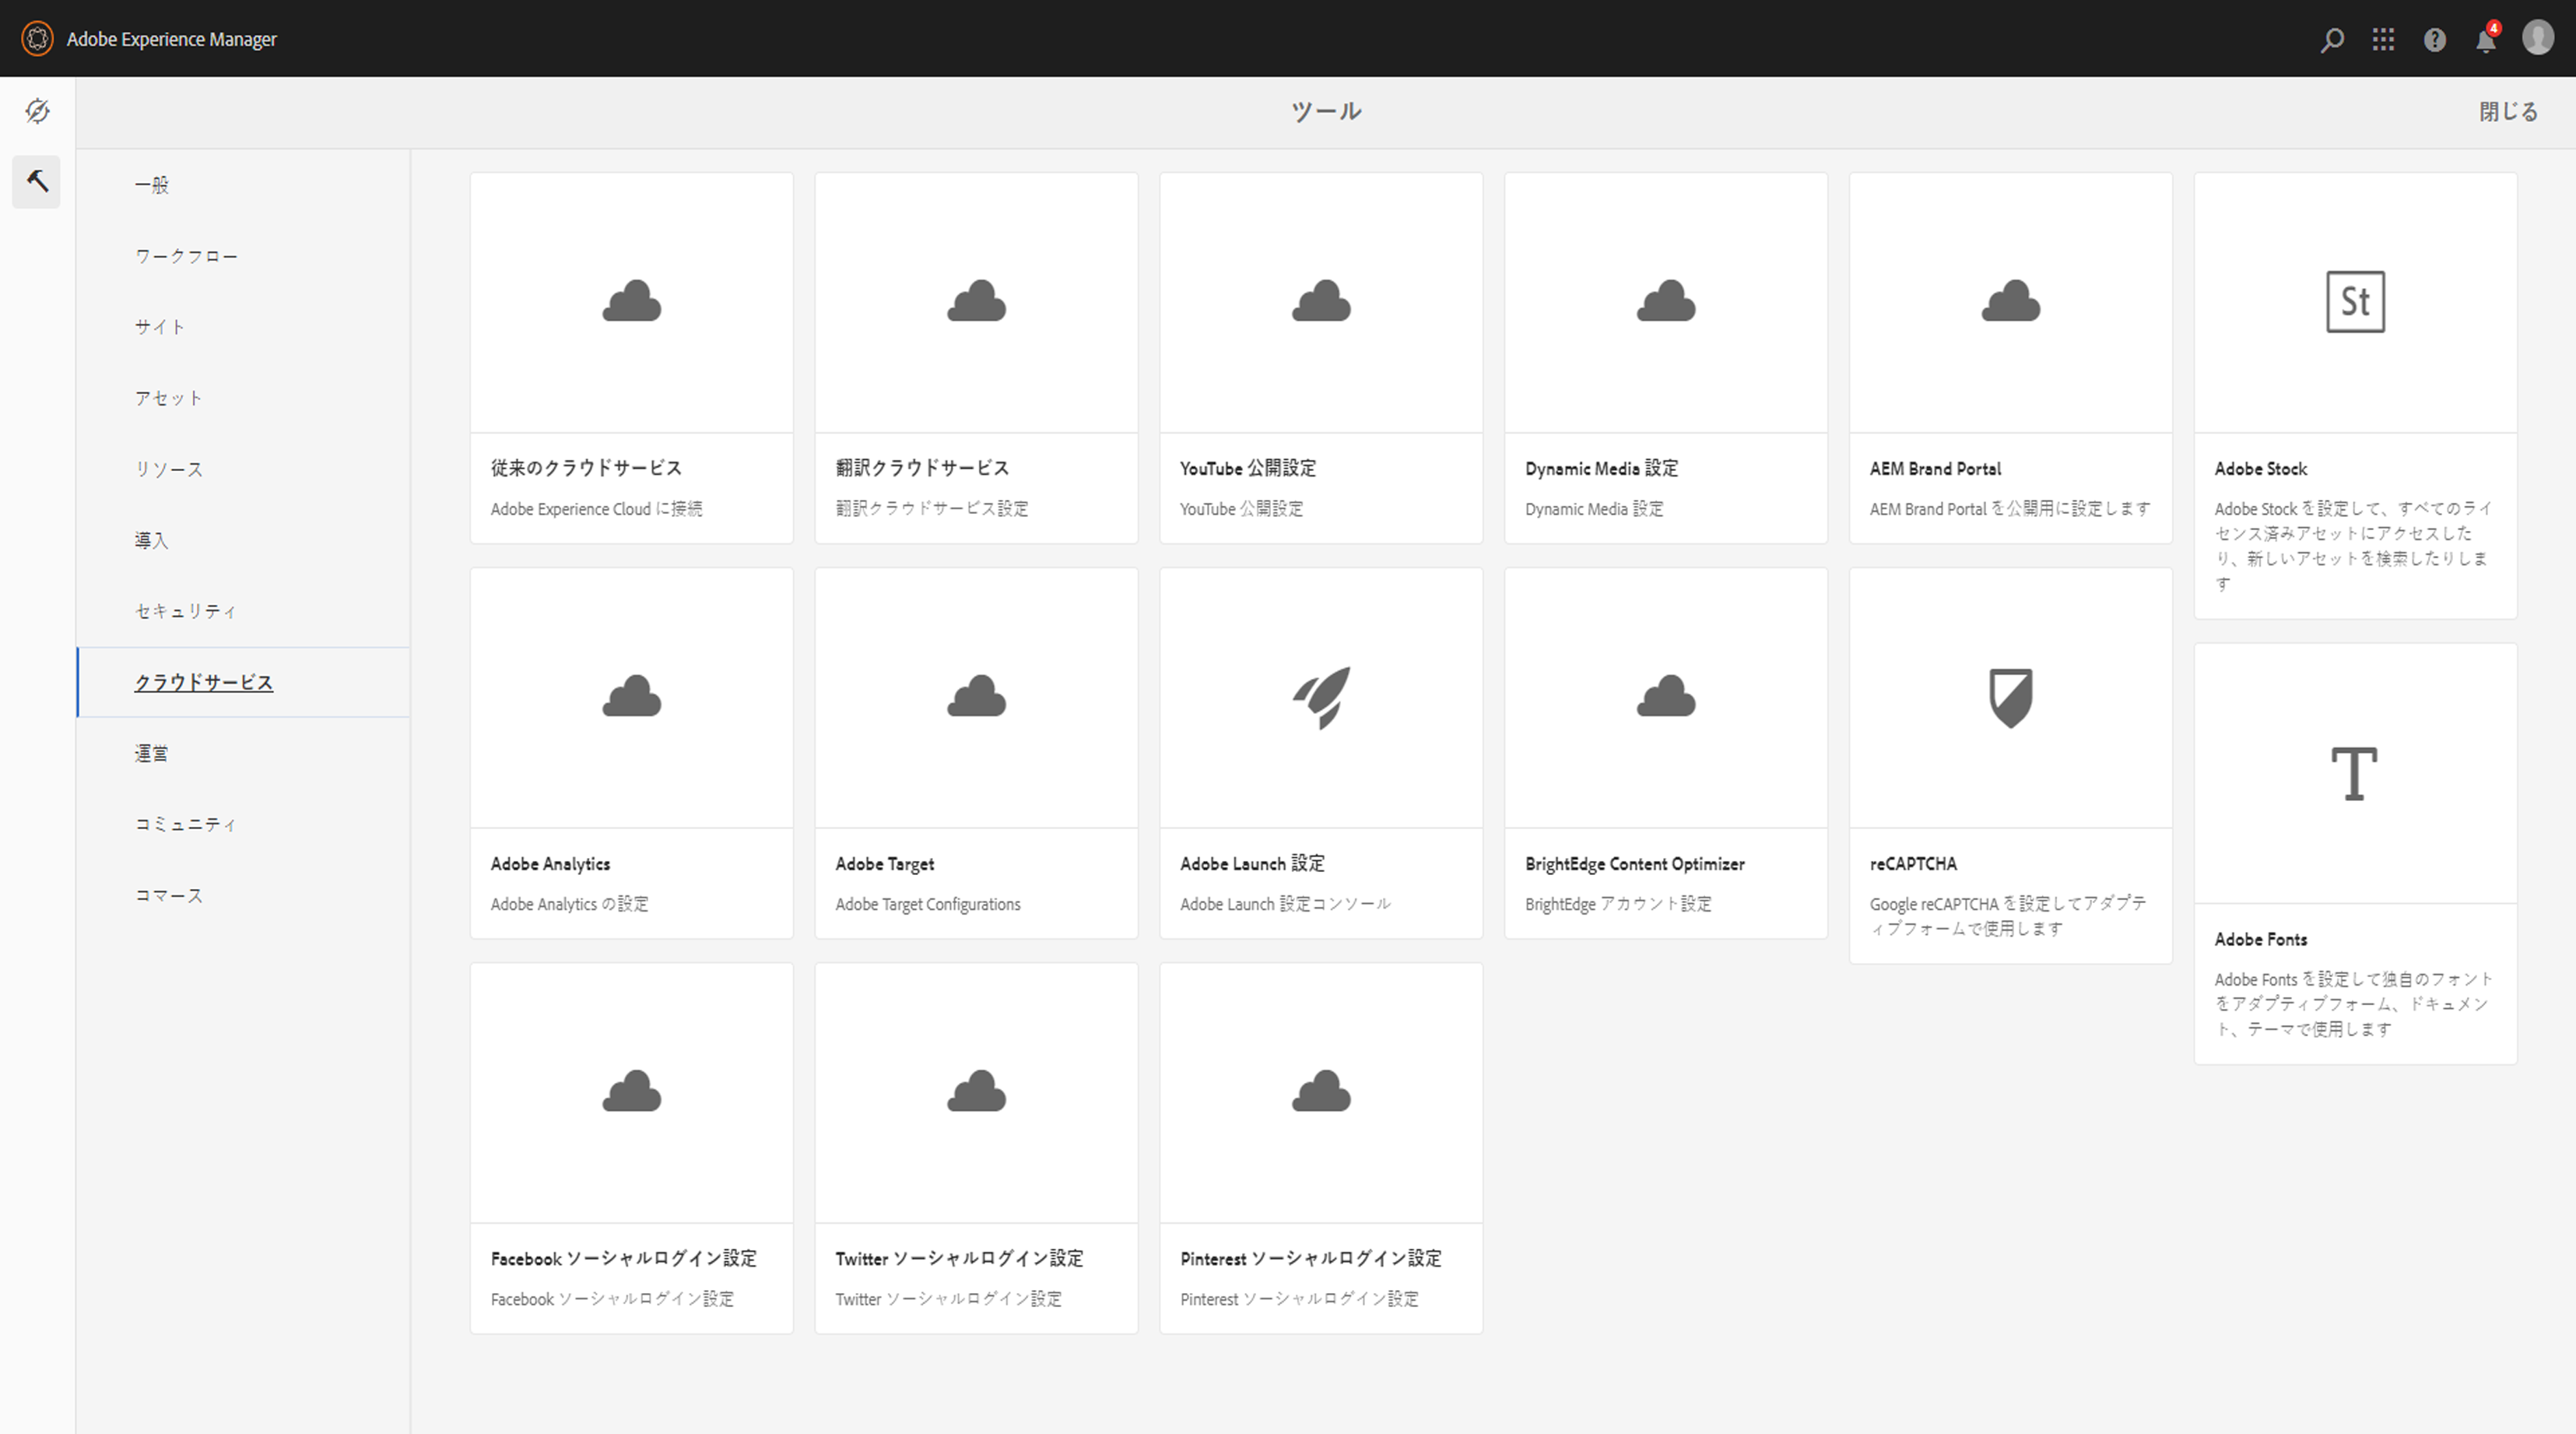 Adobe Experience Manager
4
ツール
閉じる
一般
ワークフロー
サイト
アセット
リソース
導入
セキュリティ
クラウドサービス
運営
コミュニティ
コマース
従来のクラウドサービス
Adobe Experience Cloud に接続
翻訳クラウドサービス
翻訳クラウドサービス設定
YouTube 公開設定
YouTube 公開設定
Dynamic Media 設定
Dynamic Media 設定
AEM Brand Portal
AEM Brand Portal を公開用に設定します
St
Adobe Stock
Adobe Stock を設定して、すべてのライ
センス済みアセットにアクセスした
り、新しいアセットを検索したりしま
す
Adobe Analytics
Adobe Analytics の設定
Adobe Target
Adobe Target Configurations
Adobe Launch 設定
Adobe Launch 設定コンソール
BrightEdge Content Optimizer
BrightEdge アカウント設定
reCAPTCHA
Google reCAPTCHA を設定してアダプテ
ィブフォームで使用します
T
Adobe Fonts
Adobe Fonts を設定して独自のフォント
をアダプティブフォーム、ドキュメン
ト、テーマで使用します
Facebook ソーシャルログイン設定
Facebook ソーシャルログイン設定
Twitter ソーシャルログイン設定
Twitter ソーシャルログイン設定
Pinterest ソーシャルログイン設定
Pinterest ソーシャルログイン設定